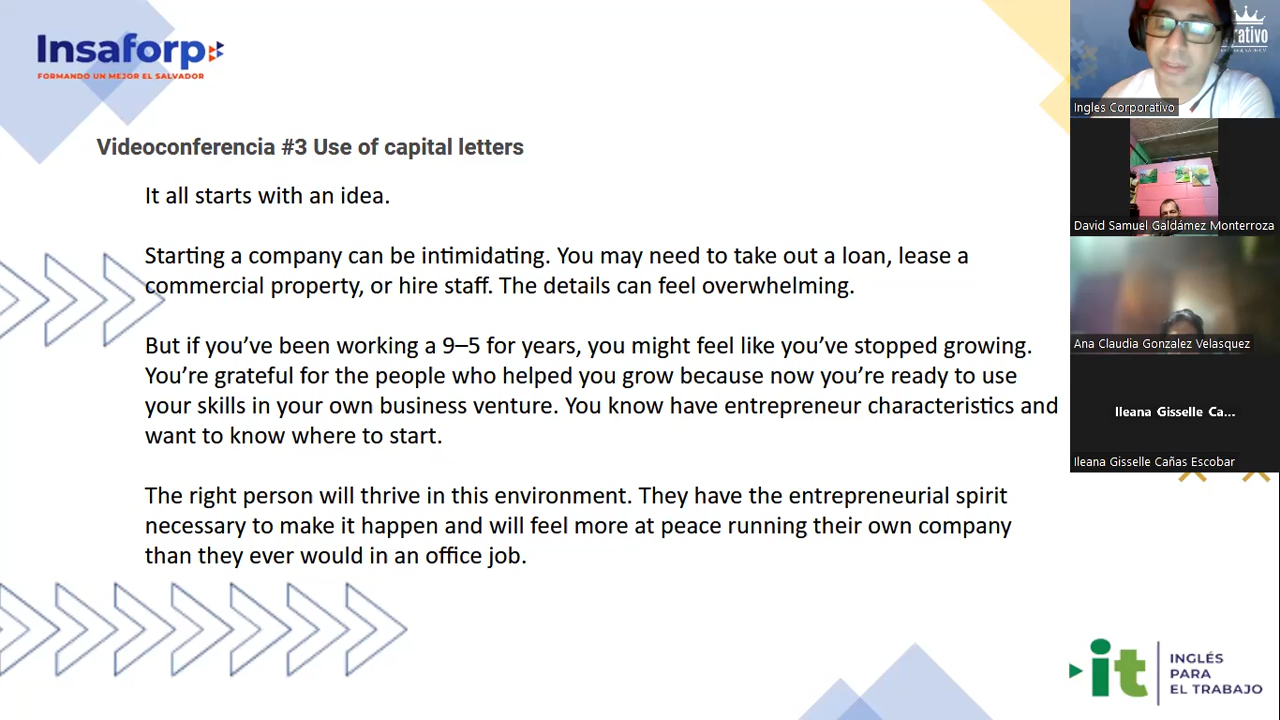 Insaforp
FORMANDO UN MEJOR EL SALVADOR
Videoconferencia #3 Use of capital letters
It all starts with an idea.
Starting a company can be intimidating. You may need to take out a loan, lease a
commercial property, or hire staff. The details can feel overwhelming.
But if you’ve been working a 9–5 for years, you might feel like you’ve stopped growing.
You’re grateful for the people who helped you grow because now you’re ready to use
your skills in your own business venture. You know have entrepreneur characteristics and
want to know where to start.
The right person will thrive in this environment. They have the entrepreneurial spirit
necessary to make it happen and will feel more at peace running their own company
than they ever would in an office job.
Ingles Corporativo
David Samuel Galdámez Monterroza
Ana Claudia Gonzalez Velasquez
Ileana Gisselle Ca...
Ileana Gisselle Cañas Escobar
it
INGLÉS
PARA
EL TRABAJO